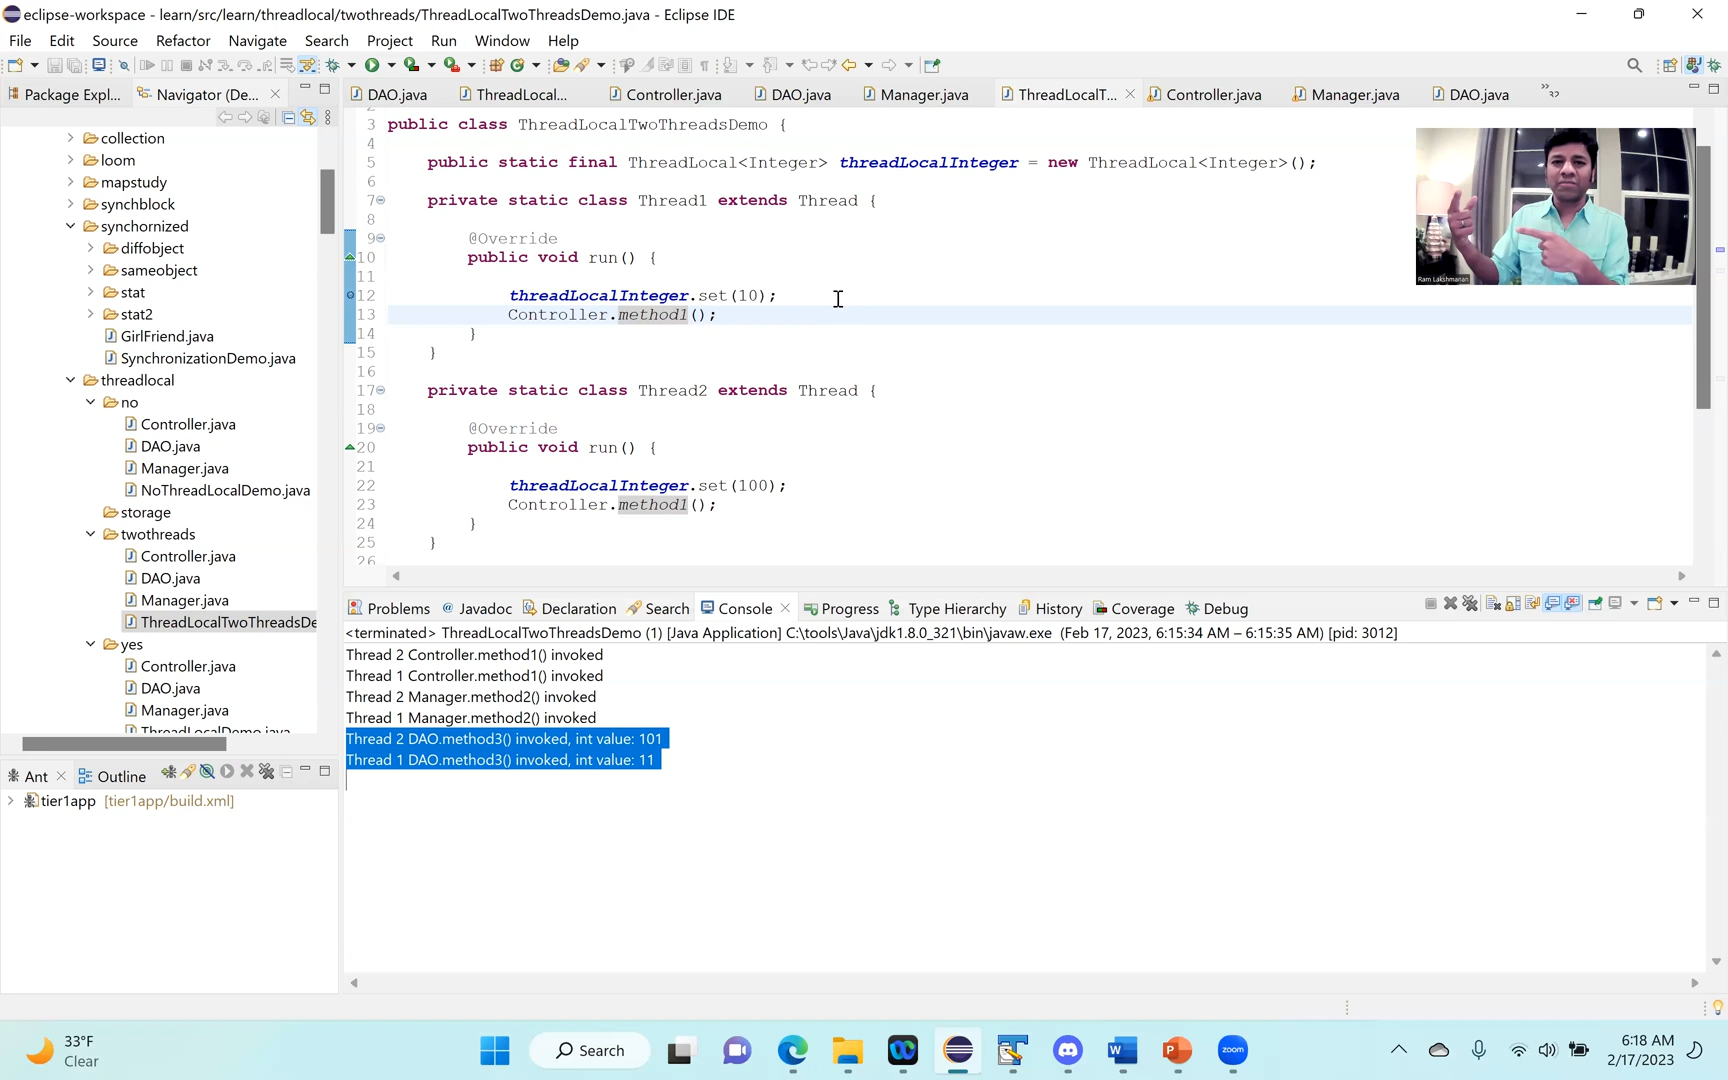 eclipse-workspace - learn/src/learn/threadlocal/twothreads/ThreadLocalTwoThreadsDemo.java - Eclipse IDE
File Edit Source Refactor Navigate Search Project Run Window Help
Package Expl... Navigator (De... DAO.java ThreadLocal... Controller.java DAO.java Manager.java ThreadLocalT... Controller.java Manager.java DAO.java »32
collection
loom
mapstudy
synchblock
synchornized
diffobject
sameobject
stat
stat2
GirlFriend.java
SynchronizationDemo.java
threadlocal
no
Controller.java
DAO.java
Manager.java
NoThreadLocalDemo.java
storage
twothreads
Controller.java
DAO.java
Manager.java
ThreadLocalTwoThreadsDe
yes
Controller.java
DAO.java
Manager.java
ThreadLocalDemo.java
Ant Outline
tier1app [tier1app/build.xml]
2
3 public class ThreadLocalTwoThreadsDemo {
4
5 public static final ThreadLocal<Integer> threadLocalInteger = new ThreadLocal<Integer>();
6
7 private static class Thread1 extends Thread {
8
9 @Override
10 public void run() {
11
12 threadLocalInteger.set(10);
13 Controller.method1();
14 }
15 }
16
17 private static class Thread2 extends Thread {
18
19 @Override
20 public void run() {
21
22 threadLocalInteger.set(100);
23 Controller.method1();
24 }
25 }
26
Ram Lakshmanan
Problems @ Javadoc Declaration Search Console Progress Type Hierarchy History Coverage Debug
<terminated> ThreadLocalTwoThreadsDemo (1) [Java Application] C:\tools\Java\jdk1.8.0_321\bin\javaw.exe (Feb 17, 2023, 6:15:34 AM – 6:15:35 AM) [pid: 3012]
Thread 2 Controller.method1() invoked
Thread 1 Controller.method1() invoked
Thread 2 Manager.method2() invoked
Thread 1 Manager.method2() invoked
Thread 2 DAO.method3() invoked, int value: 101
Thread 1 DAO.method3() invoked, int value: 11
33°F
Clear
Search
zoom
6:18 AM
2/17/2023